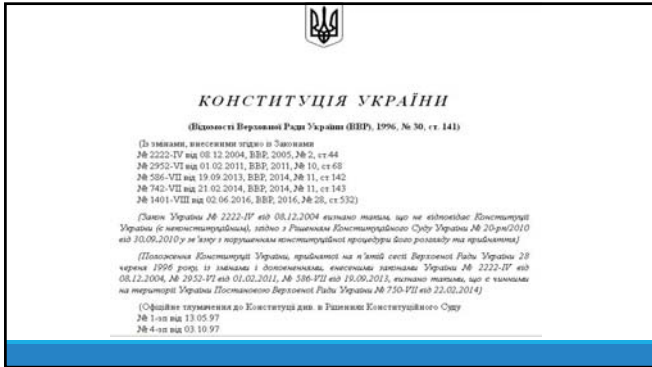 КОНСТИТУЦІЯ УКРАЇНИ
(Відомості Верховної Ради України (ВВР), 1996, № 30, ст. 141)
(Із змінами, внесеними згідно із Законами
№ 2222-IV від 08.12.2004, ВВР, 2005, № 2, ст.44
№ 2952-VI від 01.02.2011, ВВР, 2011, № 10, ст.68
№ 586-VII від 19.09.2013, ВВР, 2014, № 11, ст.142
№ 742-VII від 21.02.2014, ВВР, 2014, № 11, ст.143
№ 1401-VIII від 02.06.2016, ВВР, 2016, № 28, ст.532)
(Закон України № 2222-IV від 08.12.2004 визнано таким, що не відповідає Конституції
України (є неконституційним), згідно з Рішенням Конституційного Суду України № 20-рп/2010
від 30.09.2010 у зв'язку з порушенням конституційної процедури його розгляду та прийняття)
(Положення Конституції України, прийнятої на п'ятій сесії Верховної Ради України 28
червня 1996 року, із змінами і доповненнями, внесеними законами України № 2222-IV від
08.12.2004, № 2952-VI від 01.02.2011, № 586-VII від 19.09.2013, визнано такими, що є чинними
на території України Постановою Верховної Ради України № 750-VII від 22.02.2014)
(Офіційне тлумачення до Конституції див. в Рішеннях Конституційного Суду
№ 1-зп від 13.05.97
№ 4-зп від 03.10.97